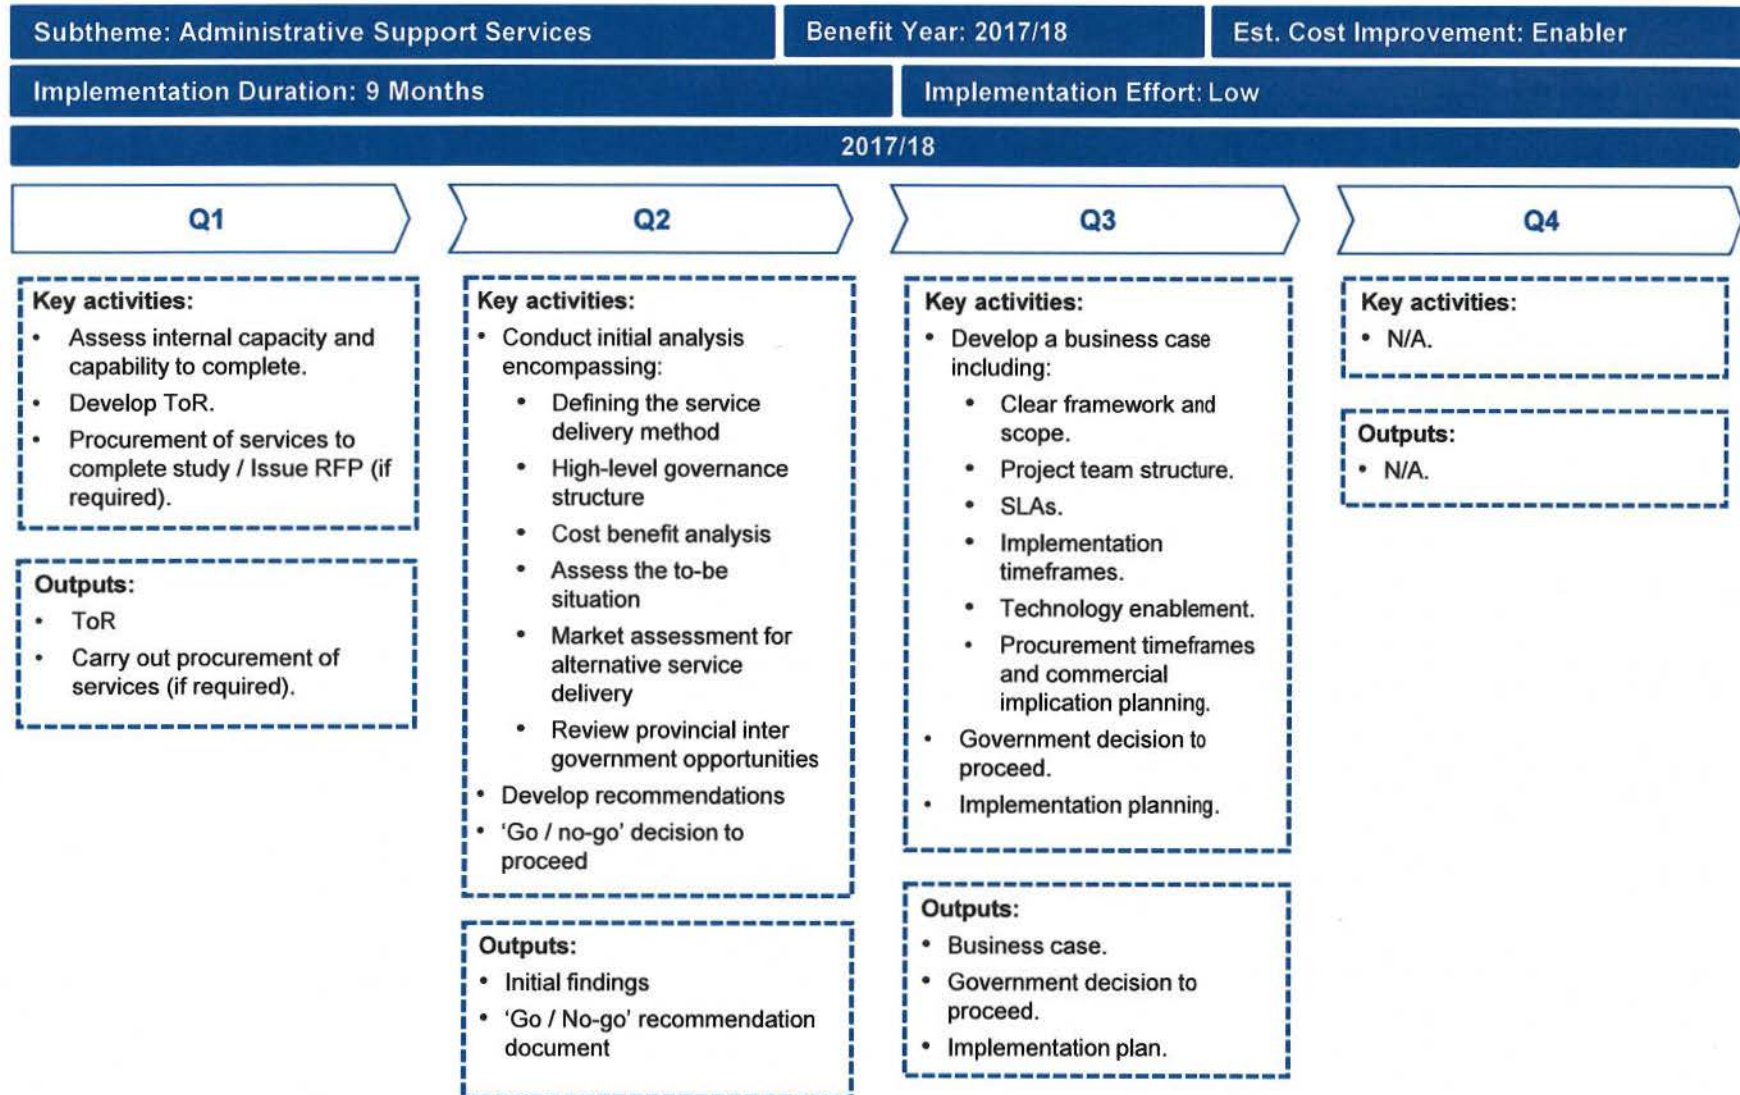 Subtheme: Administrative Support Services
Benefit Year: 2017/18
Est. Cost Improvement: Enabler
Implementation Duration: 9 Months
Implementation Effort: Low
2017/18
Q1
Q2
Q3
Q4
Key activities:
• Assess internal capacity and
capability to complete.
• Develop ToR.
• Procurement of services to
complete study / Issue RFP (if
required).
Outputs:
• ToR
• Carry out procurement of
services (if required).
Key activities:
• Conduct initial analysis
encompassing:
• Defining the service
delivery method
• High-level governance
structure
• Cost benefit analysis
• Assess the to-be
situation
• Market assessment for
alternative service
delivery
• Review provincial inter
government opportunities
• Develop recommendations
• ‘Go / no-go’ decision to
proceed
Outputs:
• Initial findings
• ‘Go / No-go’ recommendation
document
Key activities:
• Develop a business case
including:
• Clear framework and
scope.
• Project team structure.
• SLAs.
• Implementation
timeframes.
• Technology enablement.
• Procurement timeframes
and commercial
implication planning.
• Government decision to
proceed.
• Implementation planning.
Outputs:
• Business case.
• Government decision to
proceed.
• Implementation plan.
Key activities:
• N/A.
Outputs:
• N/A.